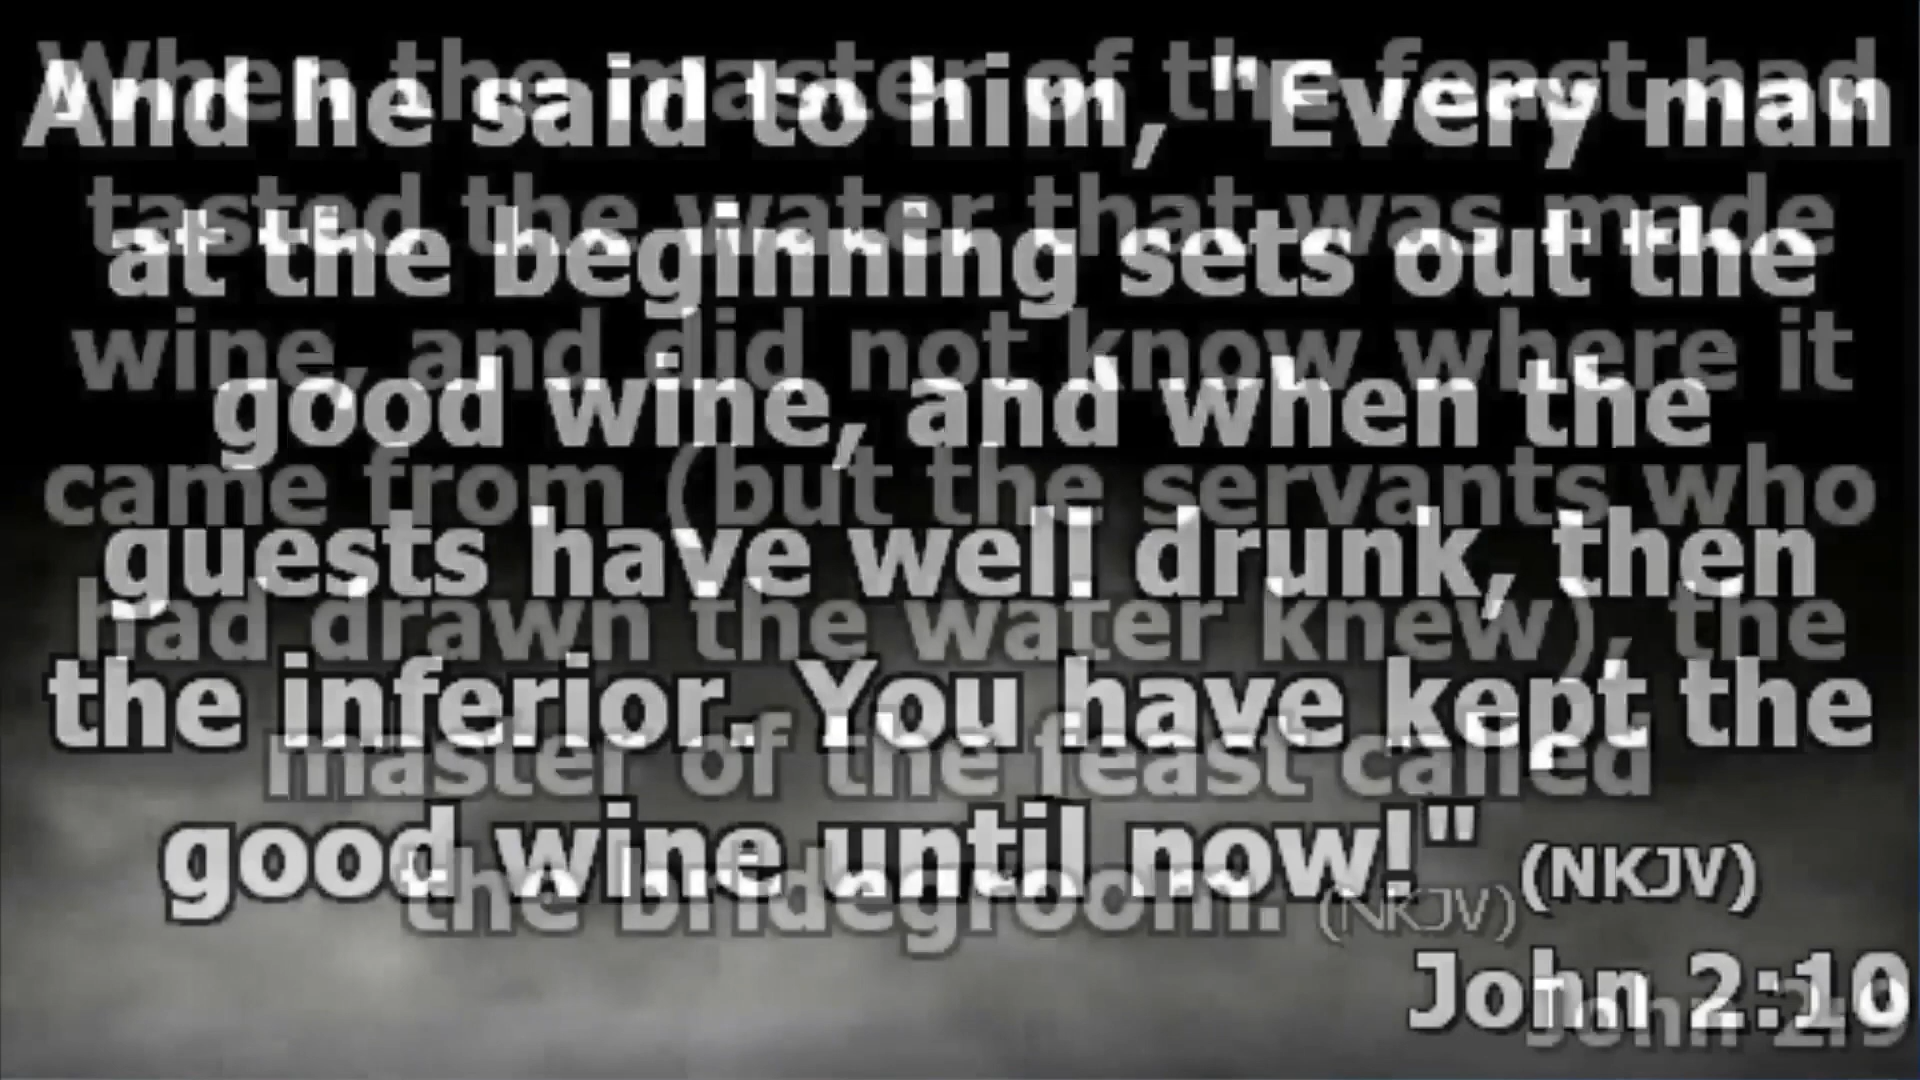 When the master of the feast had
And he said to him, "Every man
tasted the water that was made
at the beginning sets out the
wine, and did not know where it
good wine, and when the
came from (but the servants who
guests have well drunk, then
had drawn the water knew), the
the inferior. You have kept the
master of the feast called
good wine until now!" (NKJV)
the bridegroom. (NKJV)
John 2:10
John 2:9